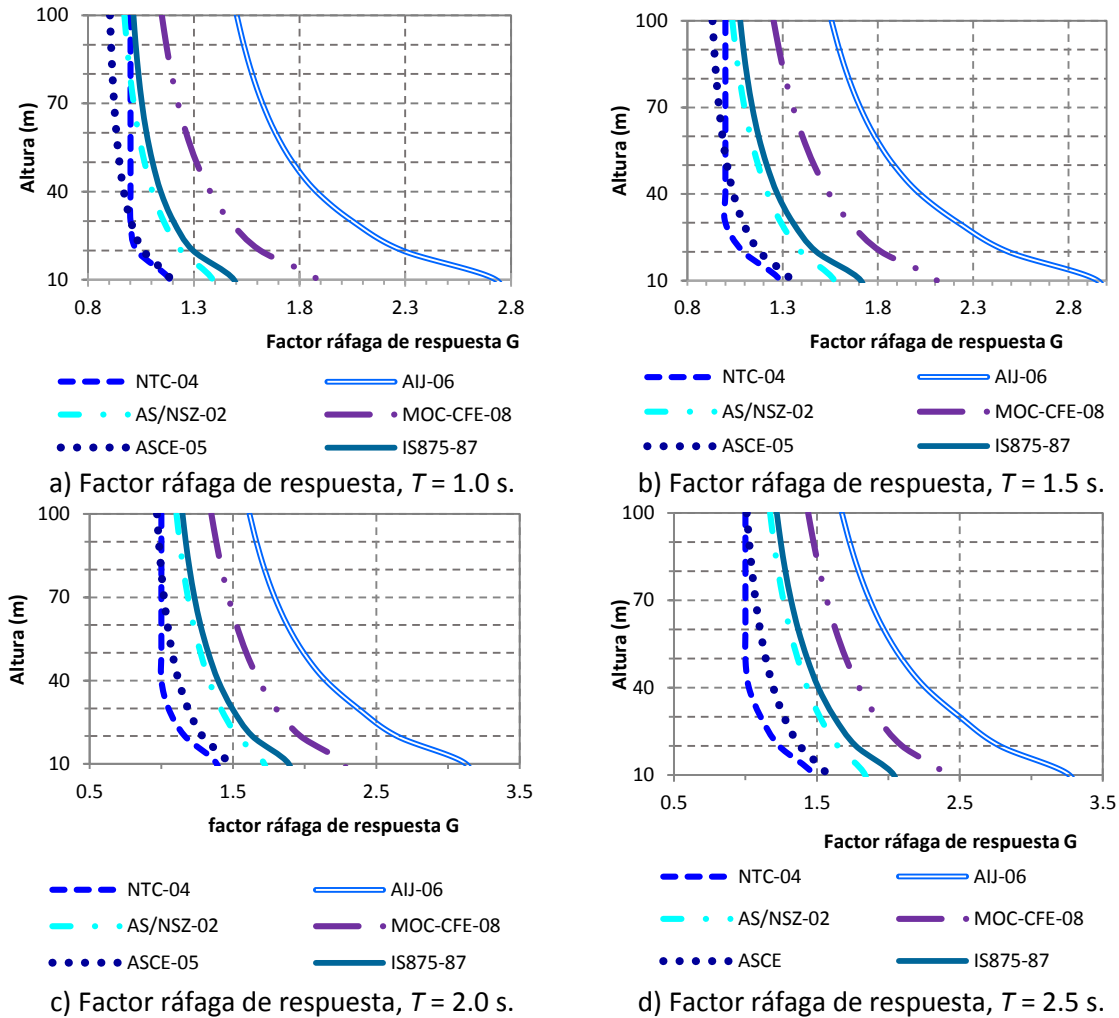 100
70
40
10
Altura (m)
0.8 1.3 1.8 2.3 2.8
Factor ráfaga de respuesta G
NTC-04 AIJ-06
AS/NSZ-02 MOC-CFE-08
ASCE-05 IS875-87
a) Factor ráfaga de respuesta, T = 1.0 s.
100
70
40
10
Altura (m)
0.8 1.3 1.8 2.3 2.8
Factor ráfaga de respuesta G
NTC-04 AIJ-06
AS/NSZ-02 MOC-CFE-08
ASCE-05 IS875-87
b) Factor ráfaga de respuesta, T = 1.5 s.
100
70
40
10
Altura (m)
0.5 1.5 2.5 3.5
factor ráfaga de respuesta G
NTC-04 AIJ-06
AS/NSZ-02 MOC-CFE-08
ASCE-05 IS875-87
c) Factor ráfaga de respuesta, T = 2.0 s.
100
70
40
10
Altura (m)
0.5 1.5 2.5 3.5
Factor ráfaga de respuesta G
NTC-04 AIJ-06
AS/NSZ-02 MOC-CFE-08
ASCE IS875-87
d) Factor ráfaga de respuesta, T = 2.5 s.